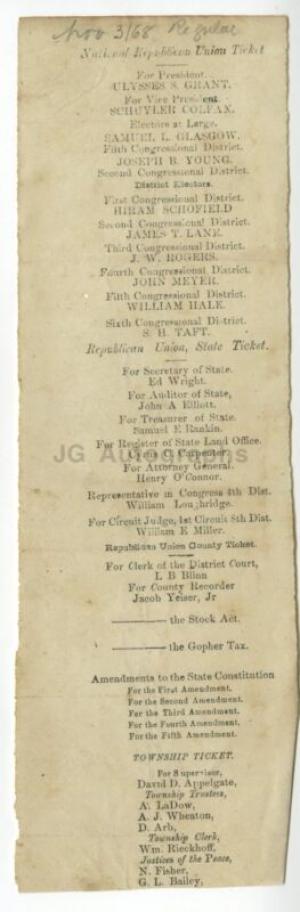 Nov 3/68 Regular
National Republican Union Ticket
For President.
ULYSSES S. GRANT.
For Vice President.
SCHUYLER COLFAX.
Electors at Large.
SAMUEL L. GLASGOW.
Fifth Congressional District.
JOSEPH B. YOUNG.
Second Congressional District.
District Electors.
First Congressional District.
HIRAM SCHOFIELD
Second Congressional District.
JAMES T. LANE.
Third Congressional District.
J. W. ROGERS.
Fourth Congressional District.
JOHN MEYER.
Fifth Congressional District.
WILLIAM HALE.
Sixth Congressional District.
S. H. TAFT.
Republican Union, State Ticket.
For Secretary of State.
Ed Wright.
For Auditor of State,
John A Elliott.
For Treasurer of State.
Samuel E Rankin.
For Register of State Land Office.
Cyrus C Carpenter.
JG Autographs
For Attorney General.
Henry O'Connor.
Representative in Congress 4th Dist.
William Loughridge.
For Circuit Judge, 1st Circuit 8th Dist.
William E Miller.
Republican Union County Ticket.
For Clerk of the District Court,
L B Blinn
For County Recorder
Jacob Yeiser, Jr
——— the Stock Act.
——— the Gopher Tax.
Amendments to the State Constitution
For the First Amendment.
For the Second Amendment.
For the Third Amendment.
For the Fourth Amendment.
For the Fifth Amendment.
TOWNSHIP TICKET.
For Supervisor,
David D. Appelgate,
Township Trustees,
A. LaDow,
A. J. Wheaton,
D. Arb,
Township Clerk,
Wm. Rieckhoff.
Justices of the Peace,
N. Fisher,
G. L. Bailey,